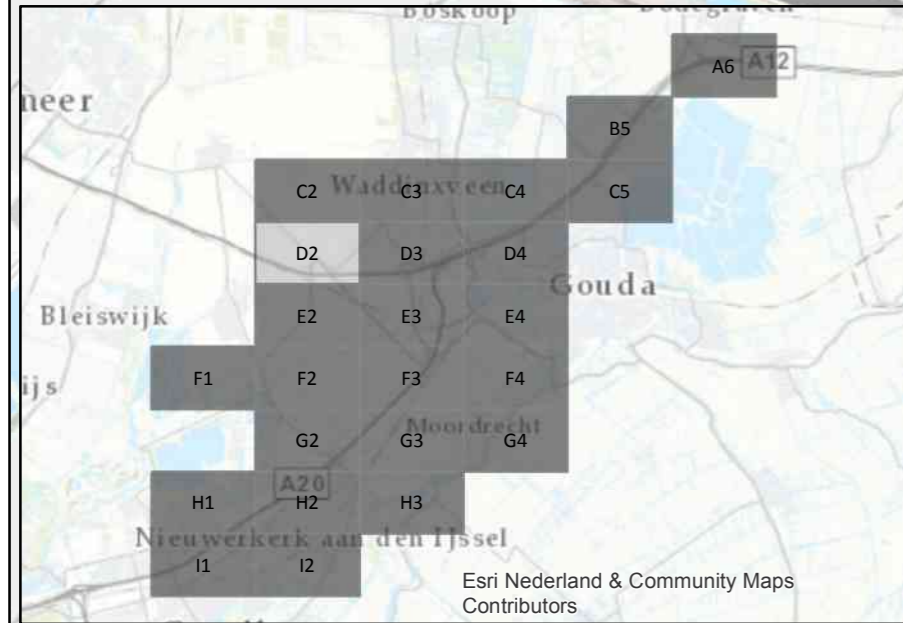 Boskoop
Bodegraven
A6 A12
neer
B5
C2 Waddinxveen C3 C4 C5
D2 D3 D4
Gouda
Bleiswijk E2 E3 E4
F1 F2 F3 F4
ijs
Moordrecht
G2 G3 G4
A20
H1 H2 H3
Nieuwerkerk aan den IJssel
I1 I2
Esri Nederland & Community Maps
Contributors